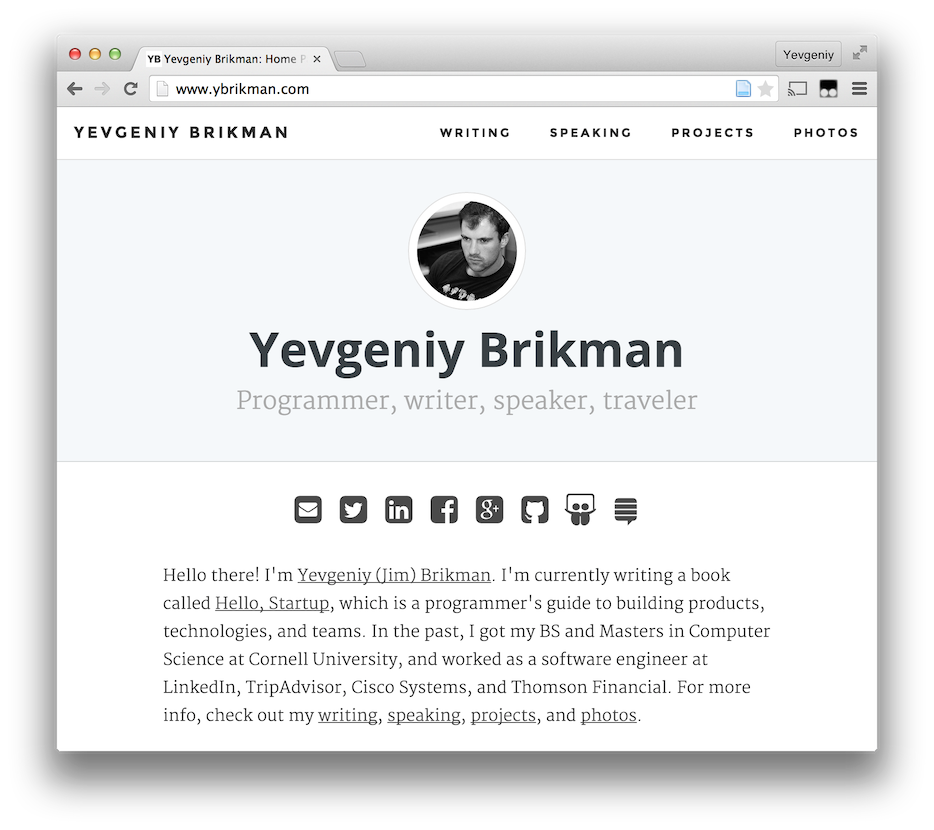 YB Yevgeniy Brikman: Home P
Yevgeniy
www.ybrikman.com
YEVGENIY BRIKMAN WRITING SPEAKING PROJECTS PHOTOS
Yevgeniy Brikman
Programmer, writer, speaker, traveler
Hello there! I'm Yevgeniy (Jim) Brikman. I'm currently writing a book
called Hello, Startup, which is a programmer's guide to building products,
technologies, and teams. In the past, I got my BS and Masters in Computer
Science at Cornell University, and worked as a software engineer at
LinkedIn, TripAdvisor, Cisco Systems, and Thomson Financial. For more
info, check out my writing, speaking, projects, and photos.